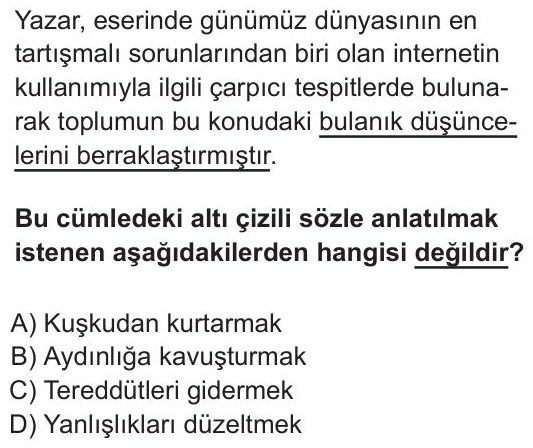 Yazar, eserinde günümüz dünyasının en
tartışmalı sorunlarından biri olan internetin
kullanımıyla ilgili çarpıcı tespitlerde buluna-
rak toplumun bu konudaki bulanık düşünce-
lerini berraklaştırmıştır.
Bu cümledeki altı çizili sözle anlatılmak
istenen aşağıdakilerden hangisi değildir?
A) Kuşkudan kurtarmak
B) Aydınlığa kavuşturmak
C) Tereddütleri gidermek
D) Yanlışlıkları düzeltmek